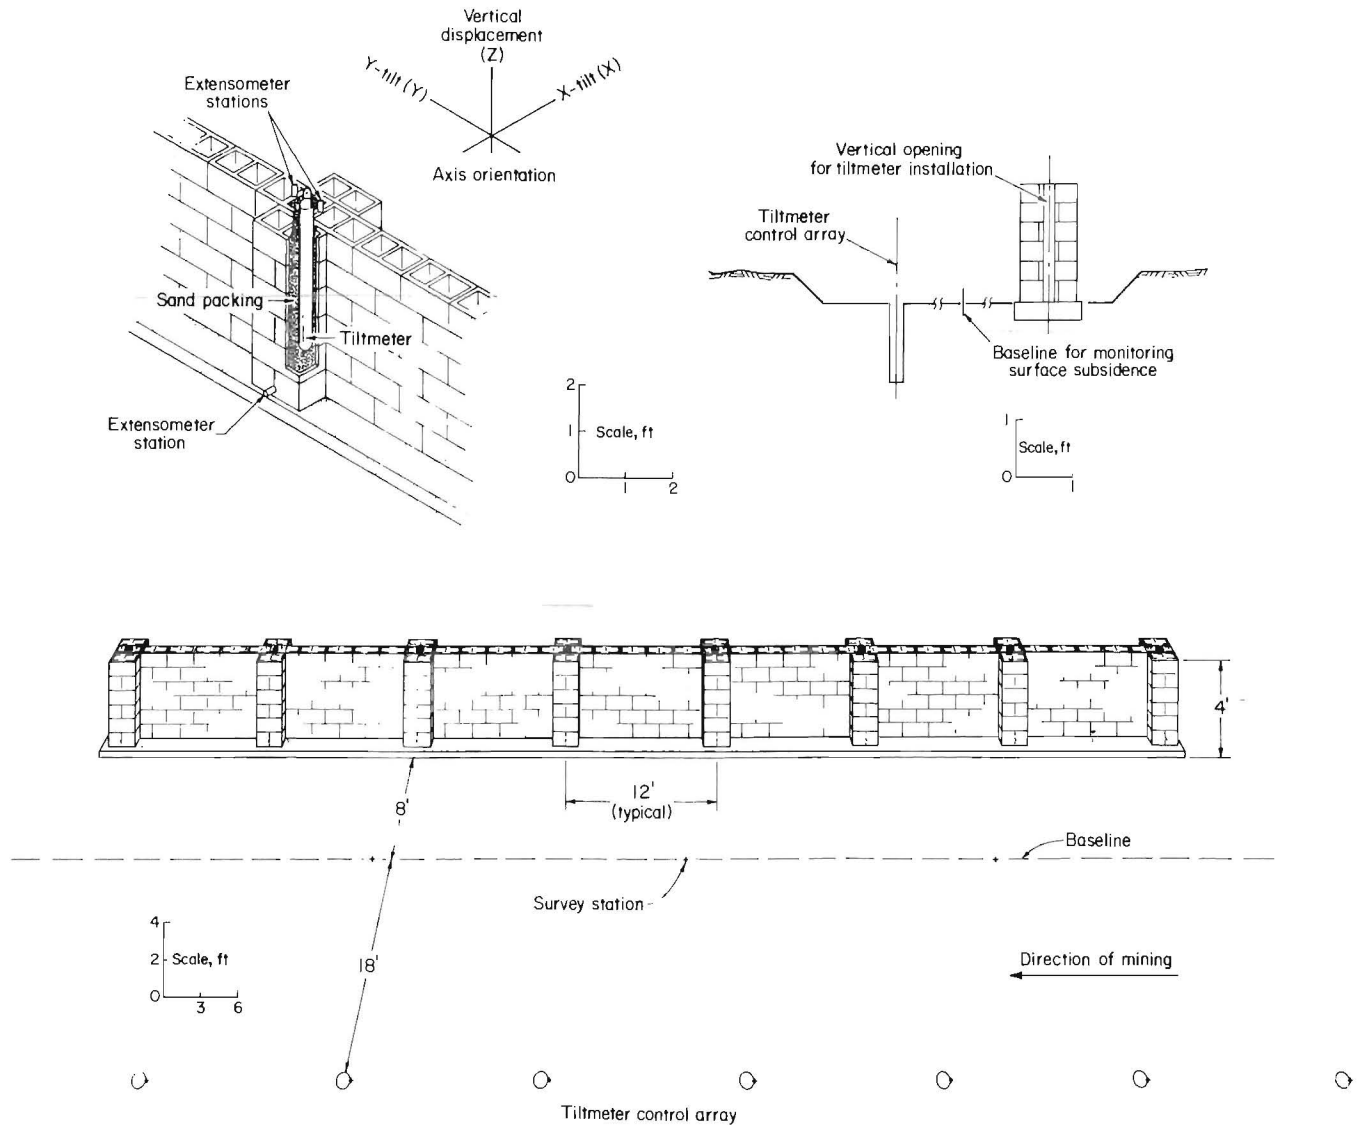 Vertical
displacement
(Z)
Y-tilt (Y)
X-tilt (X)
Axis orientation
Extensometer
stations
Sand packing
Tiltmeter
Extensometer
station
2
1
0
Scale, ft
1 2
Vertical opening
for tiltmeter installation
Tiltmeter
control array
Baseline for monitoring
surface subsidence
1
Scale, ft
0
1
4'
12'
(typical)
8'
Baseline
Survey station
4
2
0
Scale, ft
3 6
18'
Direction of mining
Tiltmeter control array